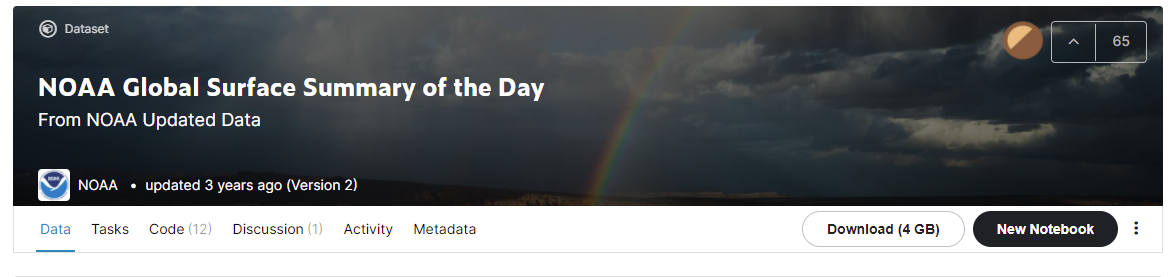 Dataset
65
NOAA Global Surface Summary of the Day
From NOAA Updated Data
NOAA • updated 3 years ago (Version 2)
Data Tasks Code (12) Discussion (1) Activity Metadata Download (4 GB) New Notebook